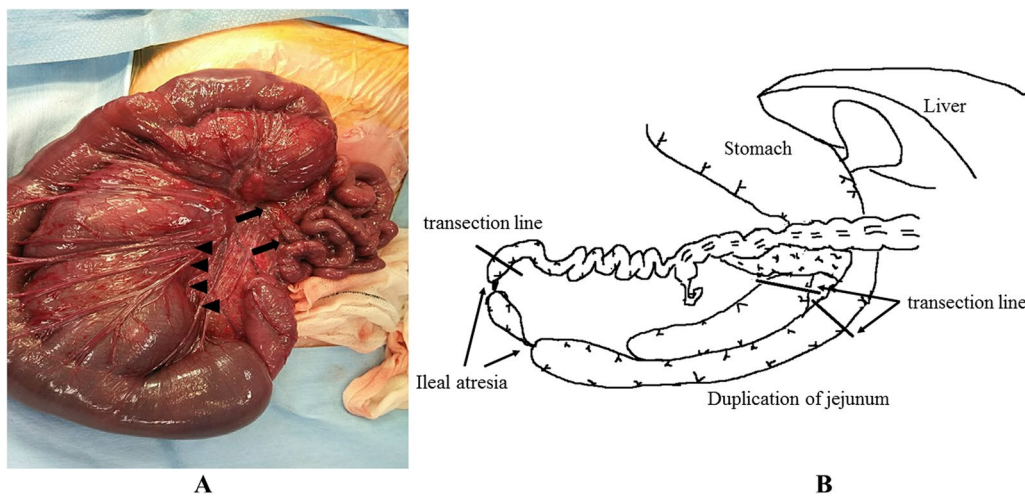 Liver
Stomach
transection line
transection line
Ileal atresia
Duplication of jejunum
A
B